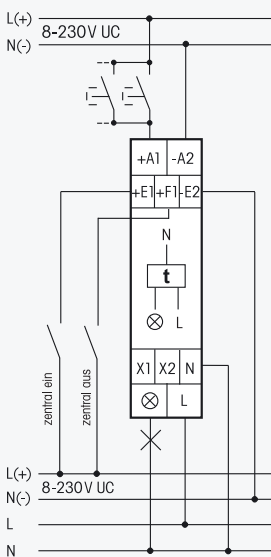 L(+)
8-230V UC
N(-)
+A1 -A2
+E1 +F1 -E2
N
t
L
zentral ein
zentral aus
X1 X2 N
L
L(+)
8-230V UC
N(-)
L
N